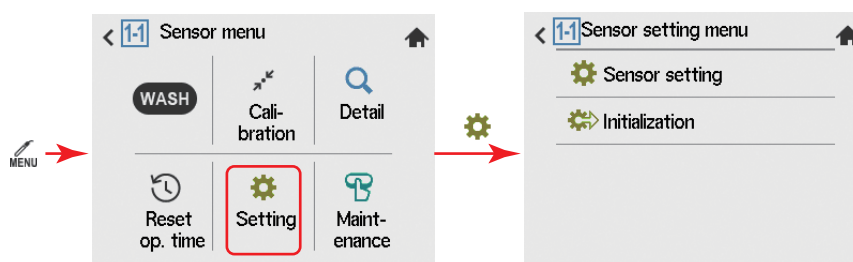 MENU
1-1 Sensor menu
WASH
Cali-
bration
Detail
Reset
op. time
Setting
Maint-
enance
1-1 Sensor setting menu
Sensor setting
Initialization